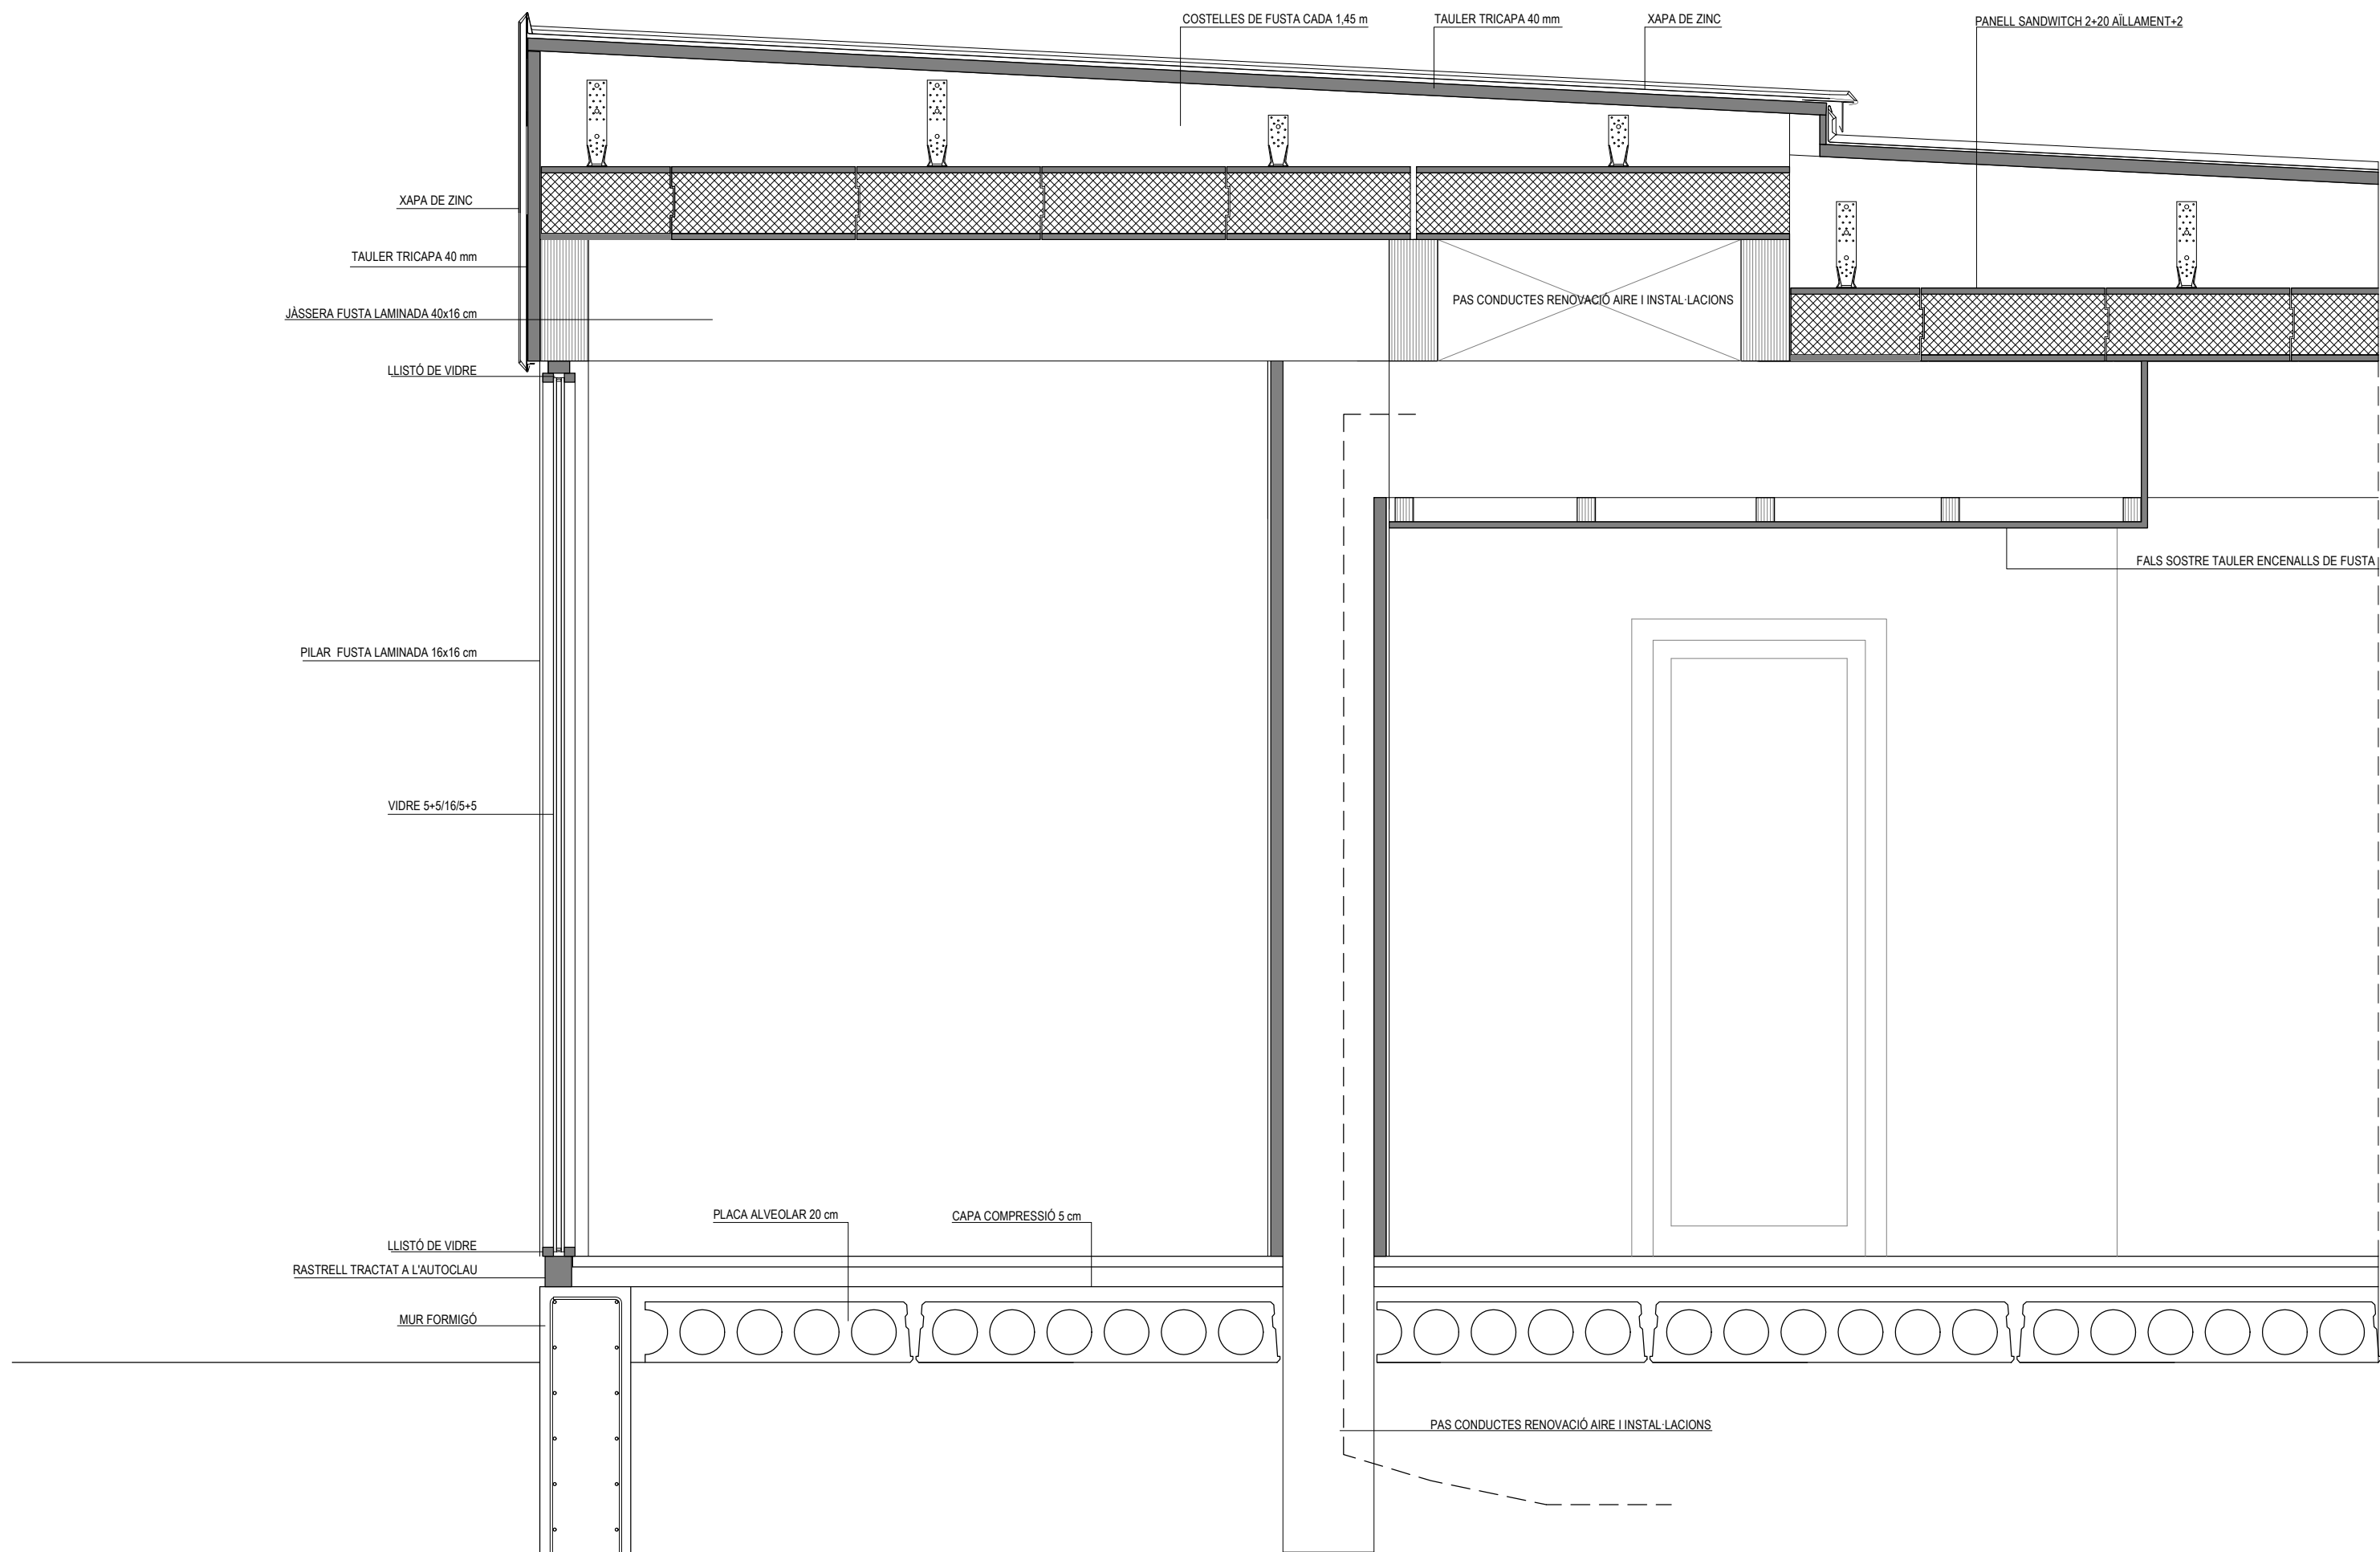 COSTELLES DE FUSTA CADA 1,45 m
TAULER TRICAPA 40 mm
XAPA DE ZINC
PANELL SANDWITCH 2+20 AÏLLAMENT+2
XAPA DE ZINC
TAULER TRICAPA 40 mm
PAS CONDUCTES RENOVACIÓ AIRE I INSTAL·LACIONS
JÀSSERA FUSTA LAMINADA 40x16 cm
LLISTÓ DE VIDRE
FALS SOSTRE TAULER ENCENALLS DE FUSTA
PILAR FUSTA LAMINADA 16x16 cm
VIDRE 5+5/16/5+5
PLACA ALVEOLAR 20 cm
CAPA COMPRESSIÓ 5 cm
LLISTÓ DE VIDRE
RASTRELL TRACTAT A L'AUTOCLAU
MUR FORMIGÓ
PAS CONDUCTES RENOVACIÓ AIRE I INSTAL·LACIONS